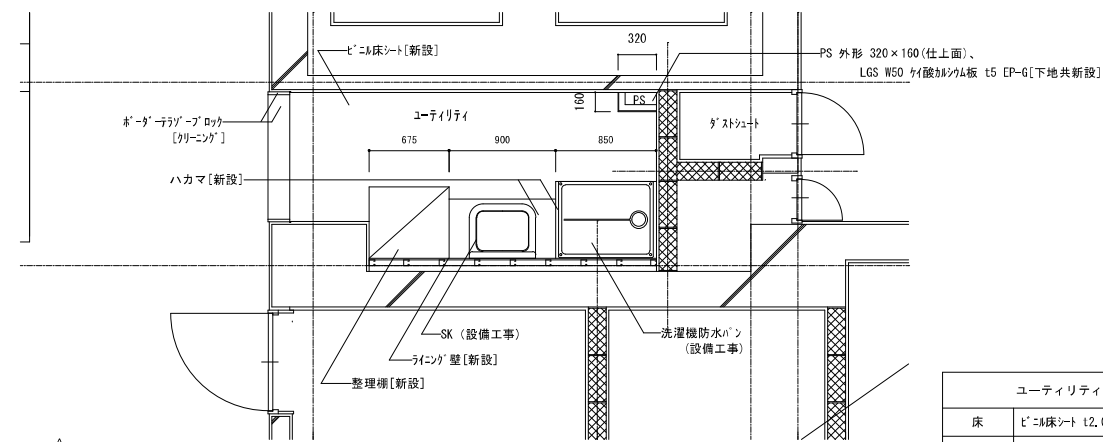 ビニル床シート[新設]
320
PS 外形 320×160(仕上面)、
LGS W50 ケイ酸カルシウム板 t5 EP-G[下地共新設]
160
PS
ボーダーテラゾーブロック
[クリーニング]
ユーティリティ
ダストシュート
675
900
850
ハカマ[新設]
SK (設備工事)
ライニング壁[新設]
整理棚[新設]
洗濯機防水パン
(設備工事)
ユーティリティ
床
ビニル床シート t2.